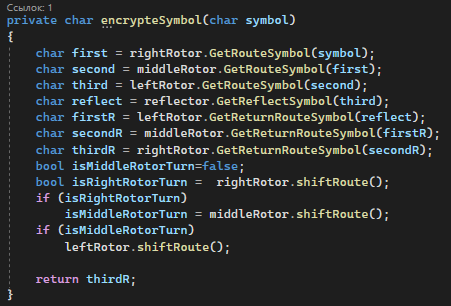 Ссылок: 1
private char encrypteSymbol(char symbol)
{
    char first = rightRotor.GetRouteSymbol(symbol);
    char second = middleRotor.GetRouteSymbol(first);
    char third = leftRotor.GetRouteSymbol(second);
    char reflect = reflector.GetReflectSymbol(third);
    char firstR = leftRotor.GetReturnRouteSymbol(reflect);
    char secondR = middleRotor.GetReturnRouteSymbol(firstR);
    char thirdR = rightRotor.GetReturnRouteSymbol(secondR);
    bool isMiddleRotorTurn=false;
    bool isRightRotorTurn =  rightRotor.shiftRoute();
    if (isRightRotorTurn)
        isMiddleRotorTurn = middleRotor.shiftRoute();
    if (isMiddleRotorTurn)
        leftRotor.shiftRoute();

    return thirdR;
}